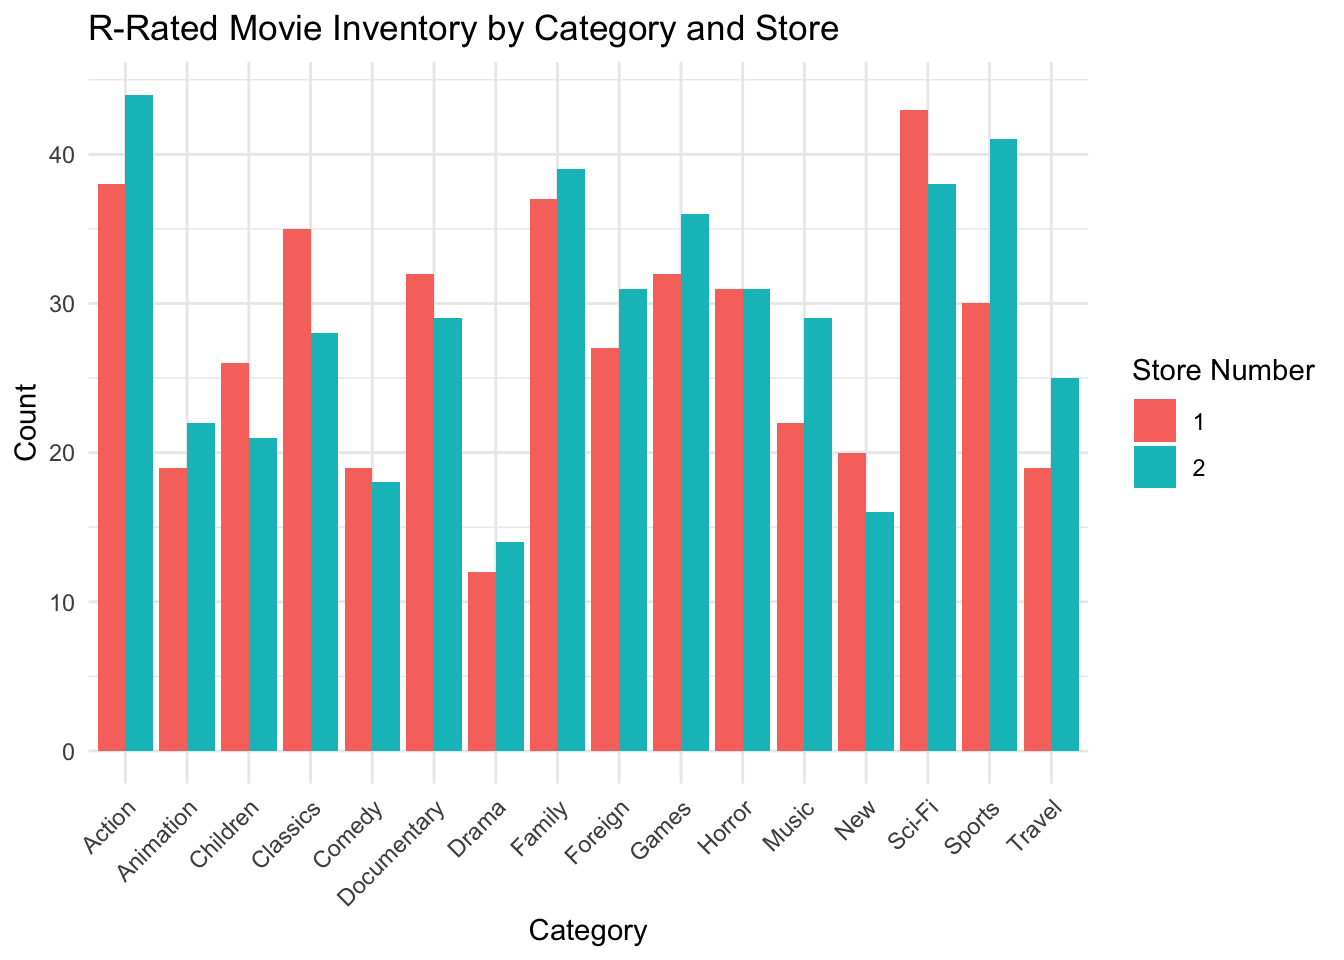 R-Rated Movie Inventory by Category and Store
Count
40
30
20
10
0
Action
Animation
Children
Classics
Comedy
Documentary
Drama
Family
Foreign
Games
Horror
Music
New
Sci-Fi
Sports
Travel
Category
Store Number
1
2